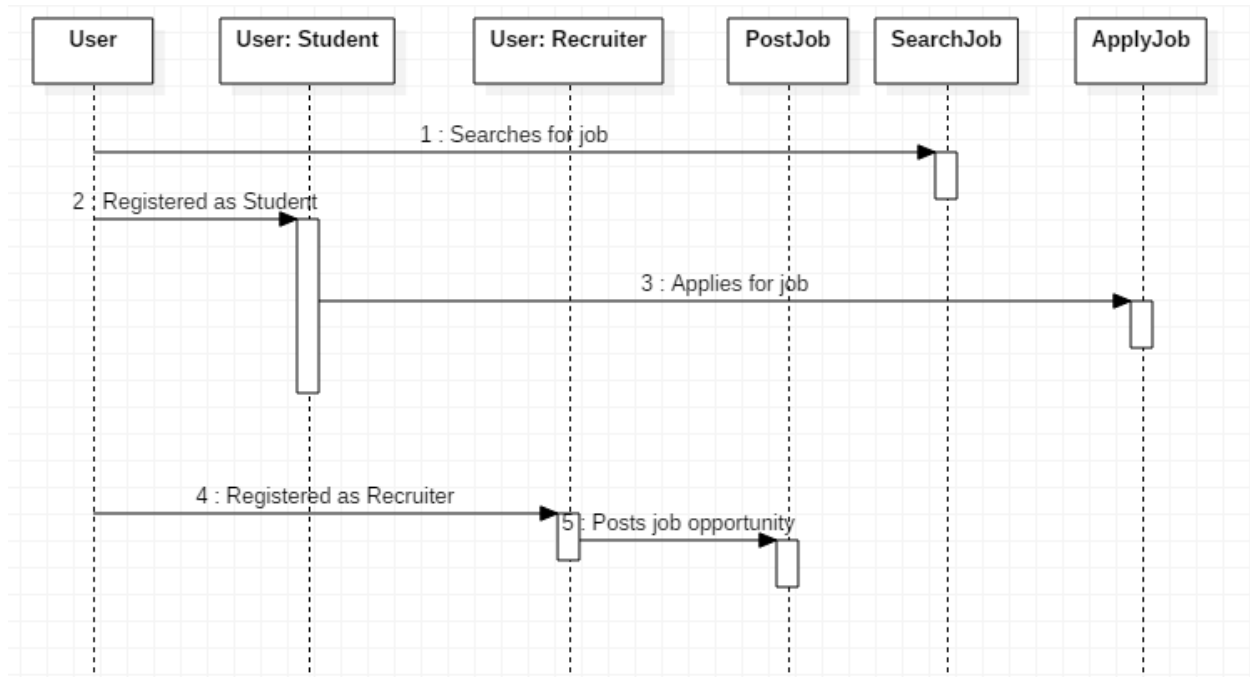 User
User: Student
User: Recruiter
PostJob
SearchJob
ApplyJob
1 : Searches for job
2 : Registered as Student
3 : Applies for job
4 : Registered as Recruiter
5 : Posts job opportunity